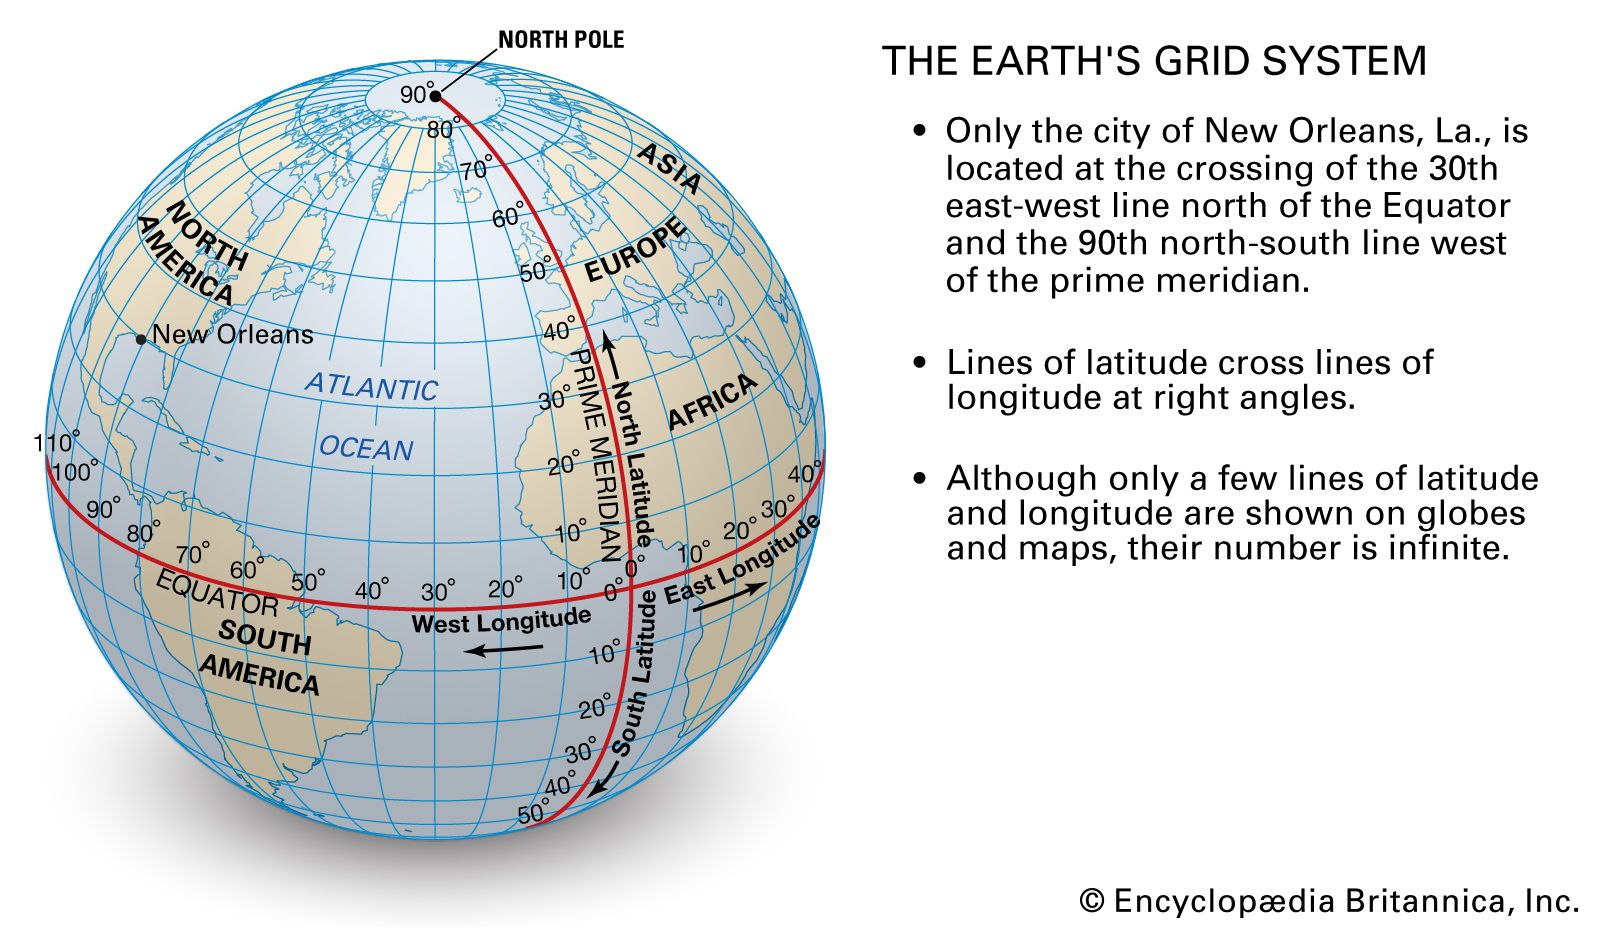 NORTH POLE
90°
80°
70°
60°
50°
40°
30°
20°
10°
0°
ASIA
EUROPE
AFRICA
NORTH
AMERICA
New Orleans
ATLANTIC
OCEAN
PRIME MERIDIAN
North Latitude
110°
100°
90°
80°
70°
60°
50°
40°
30°
20°
10°
0°
10°
20°
30°
40°
EQUATOR
West Longitude
East Longitude
SOUTH
AMERICA
South Latitude
10°
20°
30°
40°
50°
THE EARTH'S GRID SYSTEM
• Only the city of New Orleans, La., is
located at the crossing of the 30th
east-west line north of the Equator
and the 90th north-south line west
of the prime meridian.
• Lines of latitude cross lines of
longitude at right angles.
• Although only a few lines of latitude
and longitude are shown on globes
and maps, their number is infinite.
© Encyclopædia Britannica, Inc.